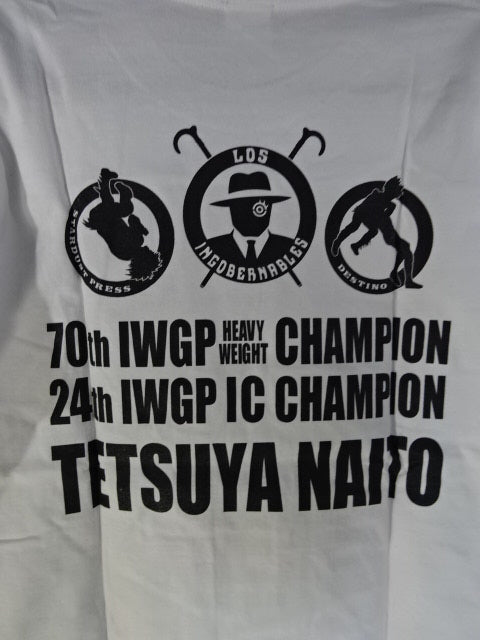 LOS
INGOBERNABLES
STARDUST PRESS
DESTINO
70th IWGP HEAVY WEIGHT CHAMPION
24th IWGP IC CHAMPION
TETSUYA NAITO